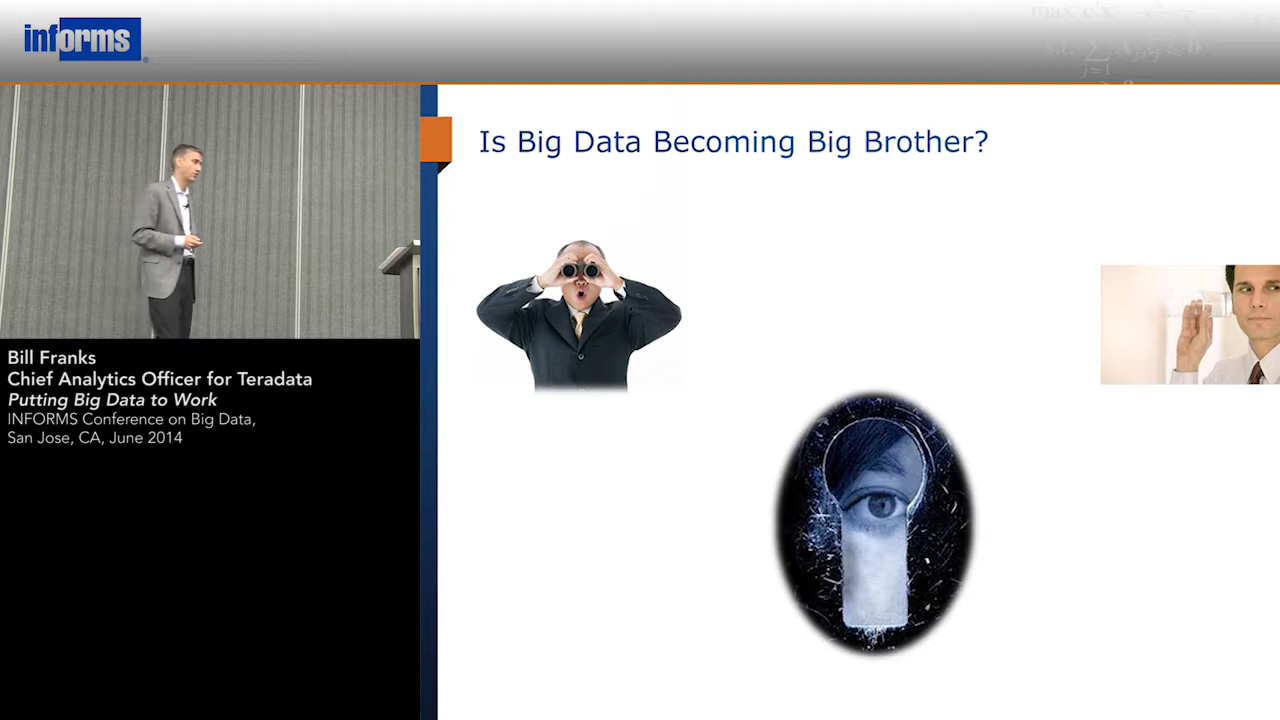 informs
Is Big Data Becoming Big Brother?
Bill Franks
Chief Analytics Officer for Teradata
Putting Big Data to Work
INFORMS Conference on Big Data,
San Jose, CA, June 2014